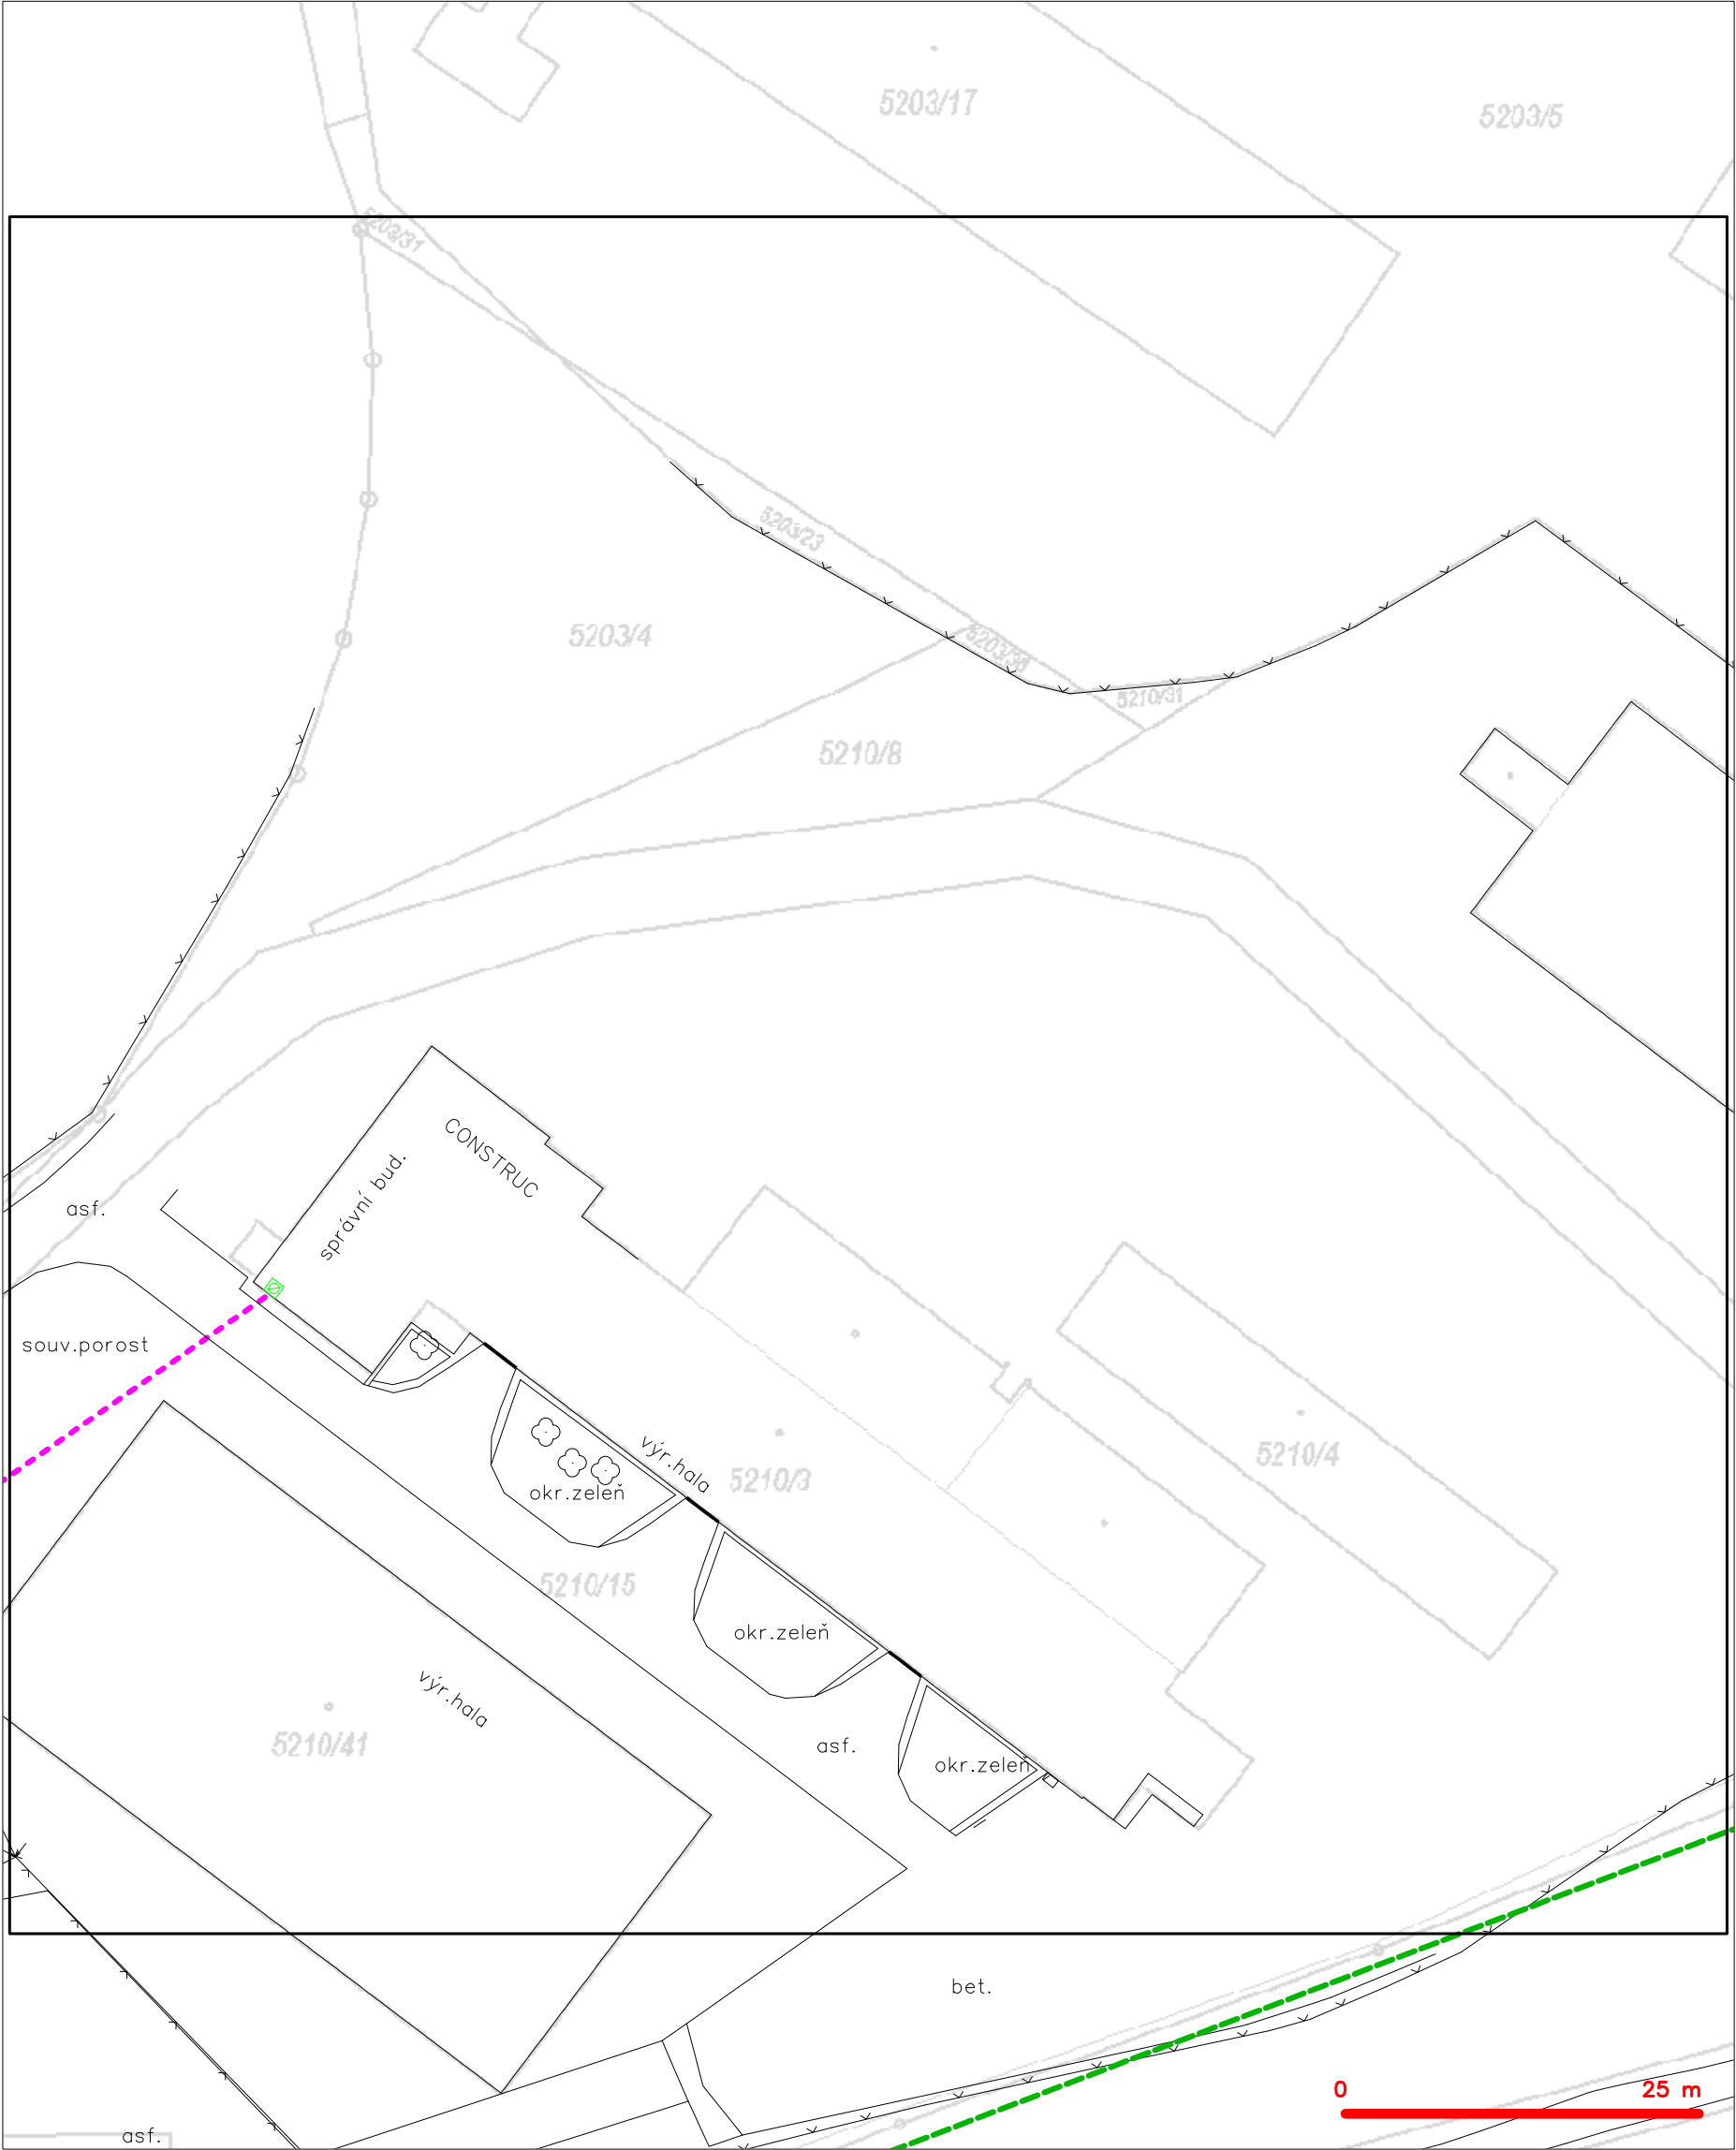 5203/17
5203/5
5203/31
5203/23
5203/4
5203/38
5210/31
5210/8
CONSTRUC
správní bud.
asf.
souv.porost
výr.hala
5210/4
5210/3
okr.zeleň
5210/15
okr.zeleň
výr.hala
5210/41
asf.
okr.zeleň
bet.
0
25 m
asf.